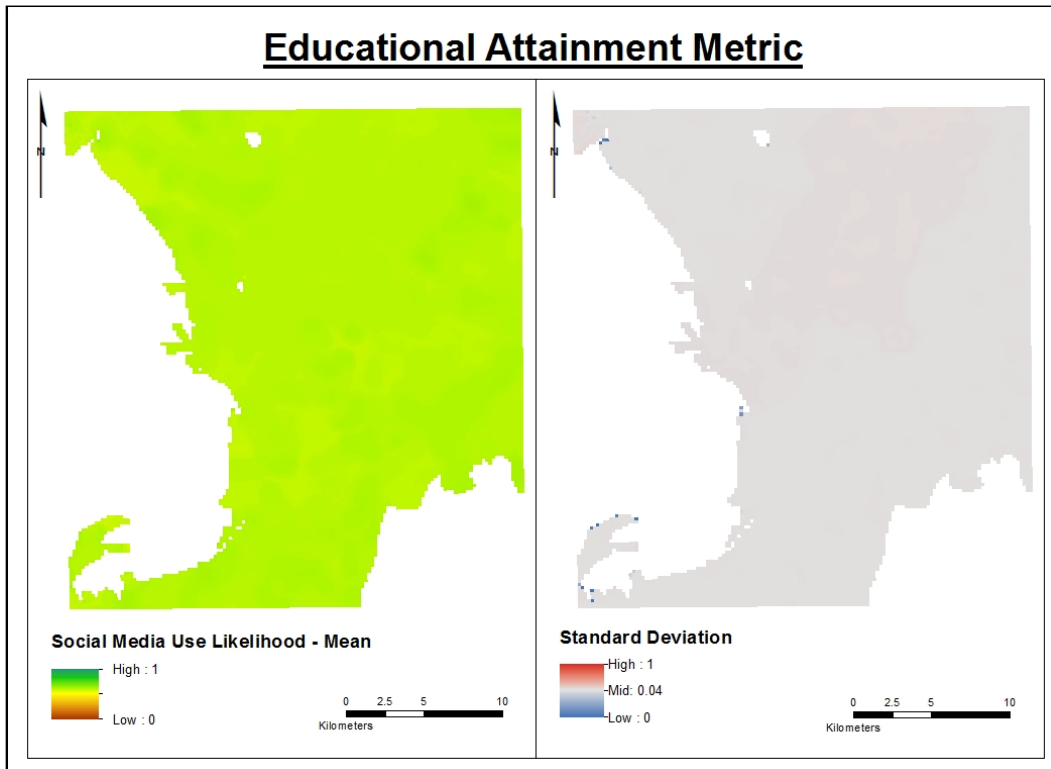 Educational Attainment Metric
N
N
Social Media Use Likelihood - Mean
High : 1
Low : 0
0 2.5 5 10
Kilometers
Standard Deviation
High : 1
Mid: 0.04
Low : 0
0 2.5 5 10
Kilometers